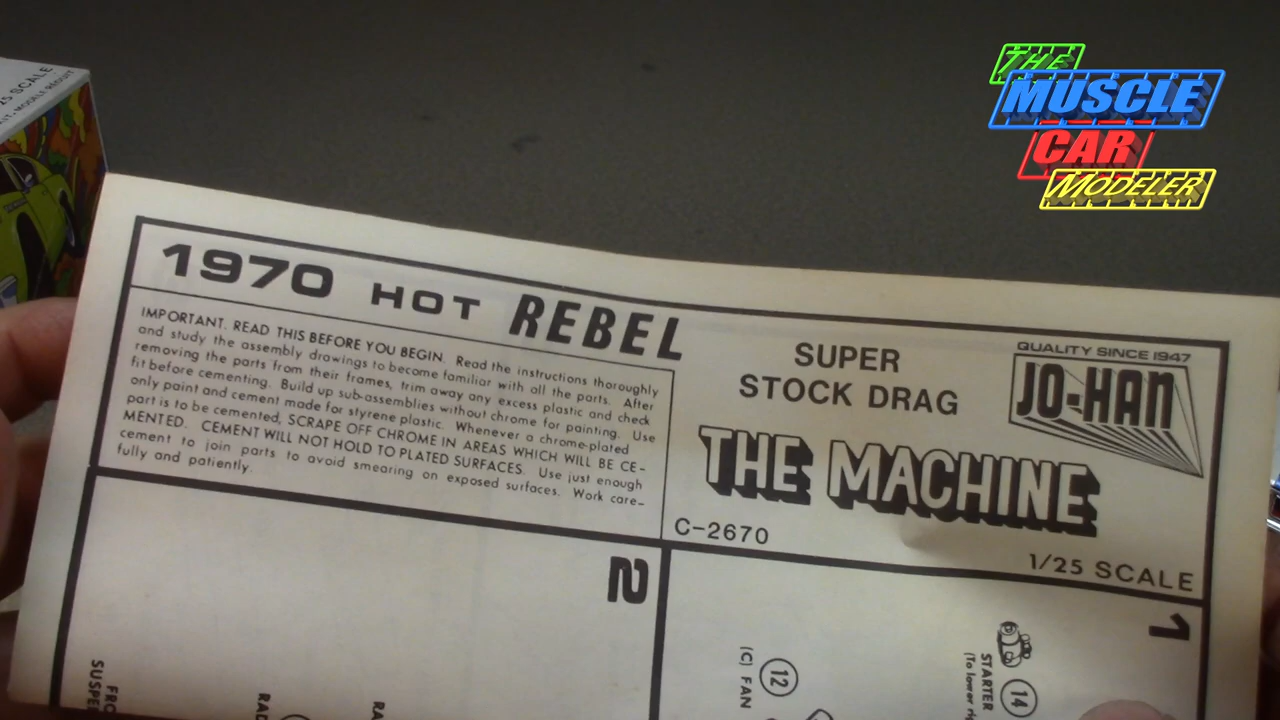 THE
MUSCLE
CAR
MODELER
25 SCALE
1970 HOT REBEL
IMPORTANT. READ THIS BEFORE YOU BEGIN. Read the instructions thoroughly
and study the assembly drawings to become familiar with all the parts. After
removing the parts from their frames, trim away any excess plastic and check
fit before cementing. Build up sub-assemblies without chrome for painting. Use
only paint and cement made for styrene plastic. Whenever a chrome-plated
part is to be cemented, SCRAPE OFF CHROME IN AREAS WHICH WILL BE CE-
MENTED. CEMENT WILL NOT HOLD TO PLATED SURFACES. Use just enough
cement to join parts to avoid smearing on exposed surfaces. Work care-
fully and patiently.
SUPER
STOCK DRAG
QUALITY SINCE 1947
JO-HAN
THE MACHINE
C-2670
1/25 SCALE
2
1
12
(C) FAN
STARTER
14
(To lower